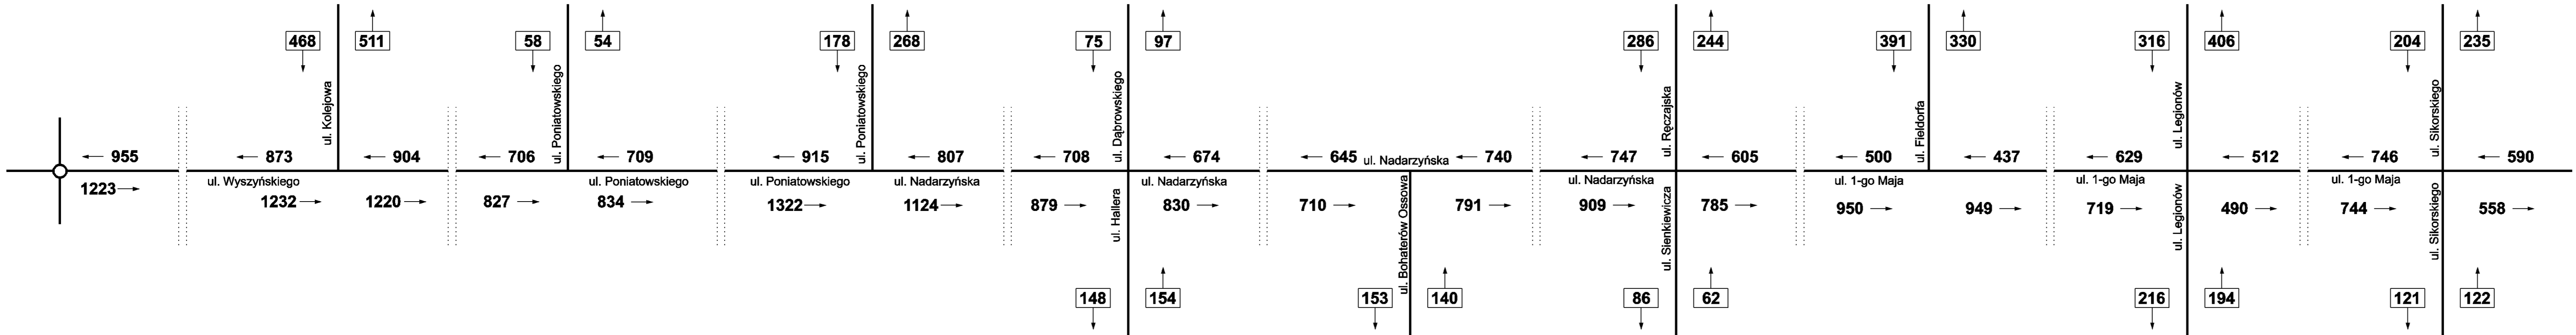 468 511 58 54 178 268 75 97 286 244 391 330 316 406 204 235
ul. Kolejowa
ul. Poniatowskiego
ul. Poniatowskiego
ul. Dąbrowskiego
ul. Ręczajska
ul. Fieldorfa
ul. Legionów
ul. Sikorskiego
955 873 904 706 709 915 807 708 674 645 ul. Nadarzyńska 740 747 605 500 437 629 512 746 590
ul. Wyszyńskiego ul. Poniatowskiego ul. Poniatowskiego ul. Nadarzyńska ul. Nadarzyńska ul. Nadarzyńska ul. 1-go Maja ul. 1-go Maja ul. 1-go Maja
1223 1232 1220 827 834 1322 1124 879 830 710 791 909 785 950 949 719 490 744 558
ul. Hallera
ul. Bohaterów Ossowa
ul. Sienkiewicza
ul. Legionów
ul. Sikorskiego
148 154 153 140 86 62 216 194 121 122